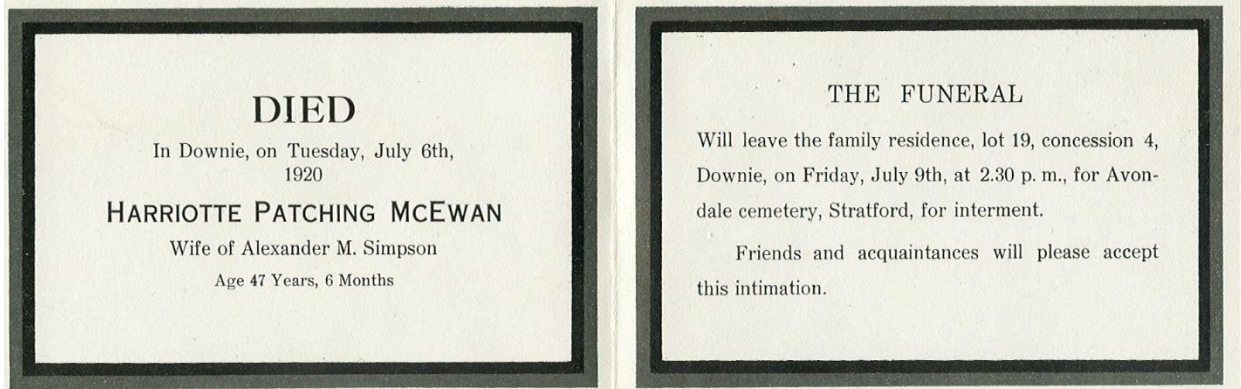 DIED
In Downie, on Tuesday, July 6th,
1920
HARRIOTTE PATCHING MCEWAN
Wife of Alexander M. Simpson
Age 47 Years, 6 Months
THE FUNERAL
Will leave the family residence, lot 19, concession 4,
Downie, on Friday, July 9th, at 2.30 p. m., for Avon-
dale cemetery, Stratford, for interment.
Friends and acquaintances will please accept
this intimation.